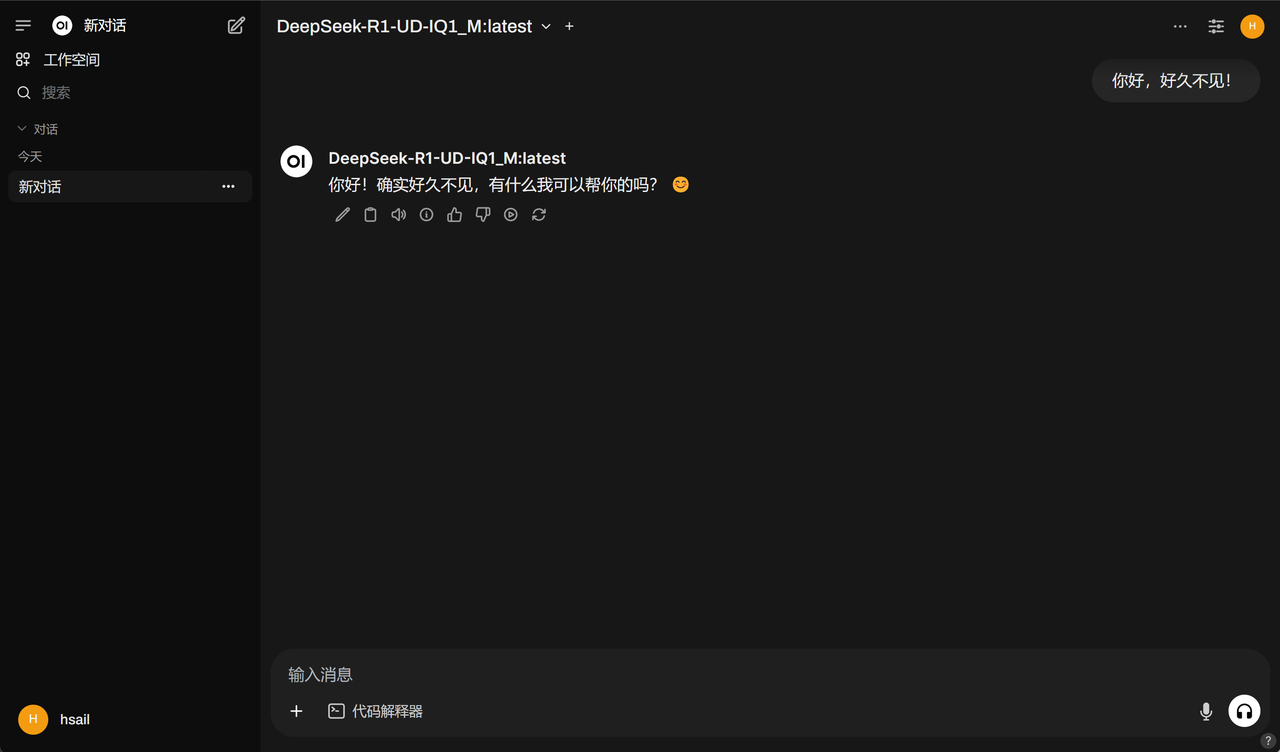 OI 新对话
工作空间
搜索
对话
今天
新对话
H hsail
DeepSeek-R1-UD-IQ1_M:latest
H
你好，好久不见！
OI DeepSeek-R1-UD-IQ1_M:latest
你好！确实好久不见，有什么我可以帮你的吗？ 😊
输入消息
代码解释器
?